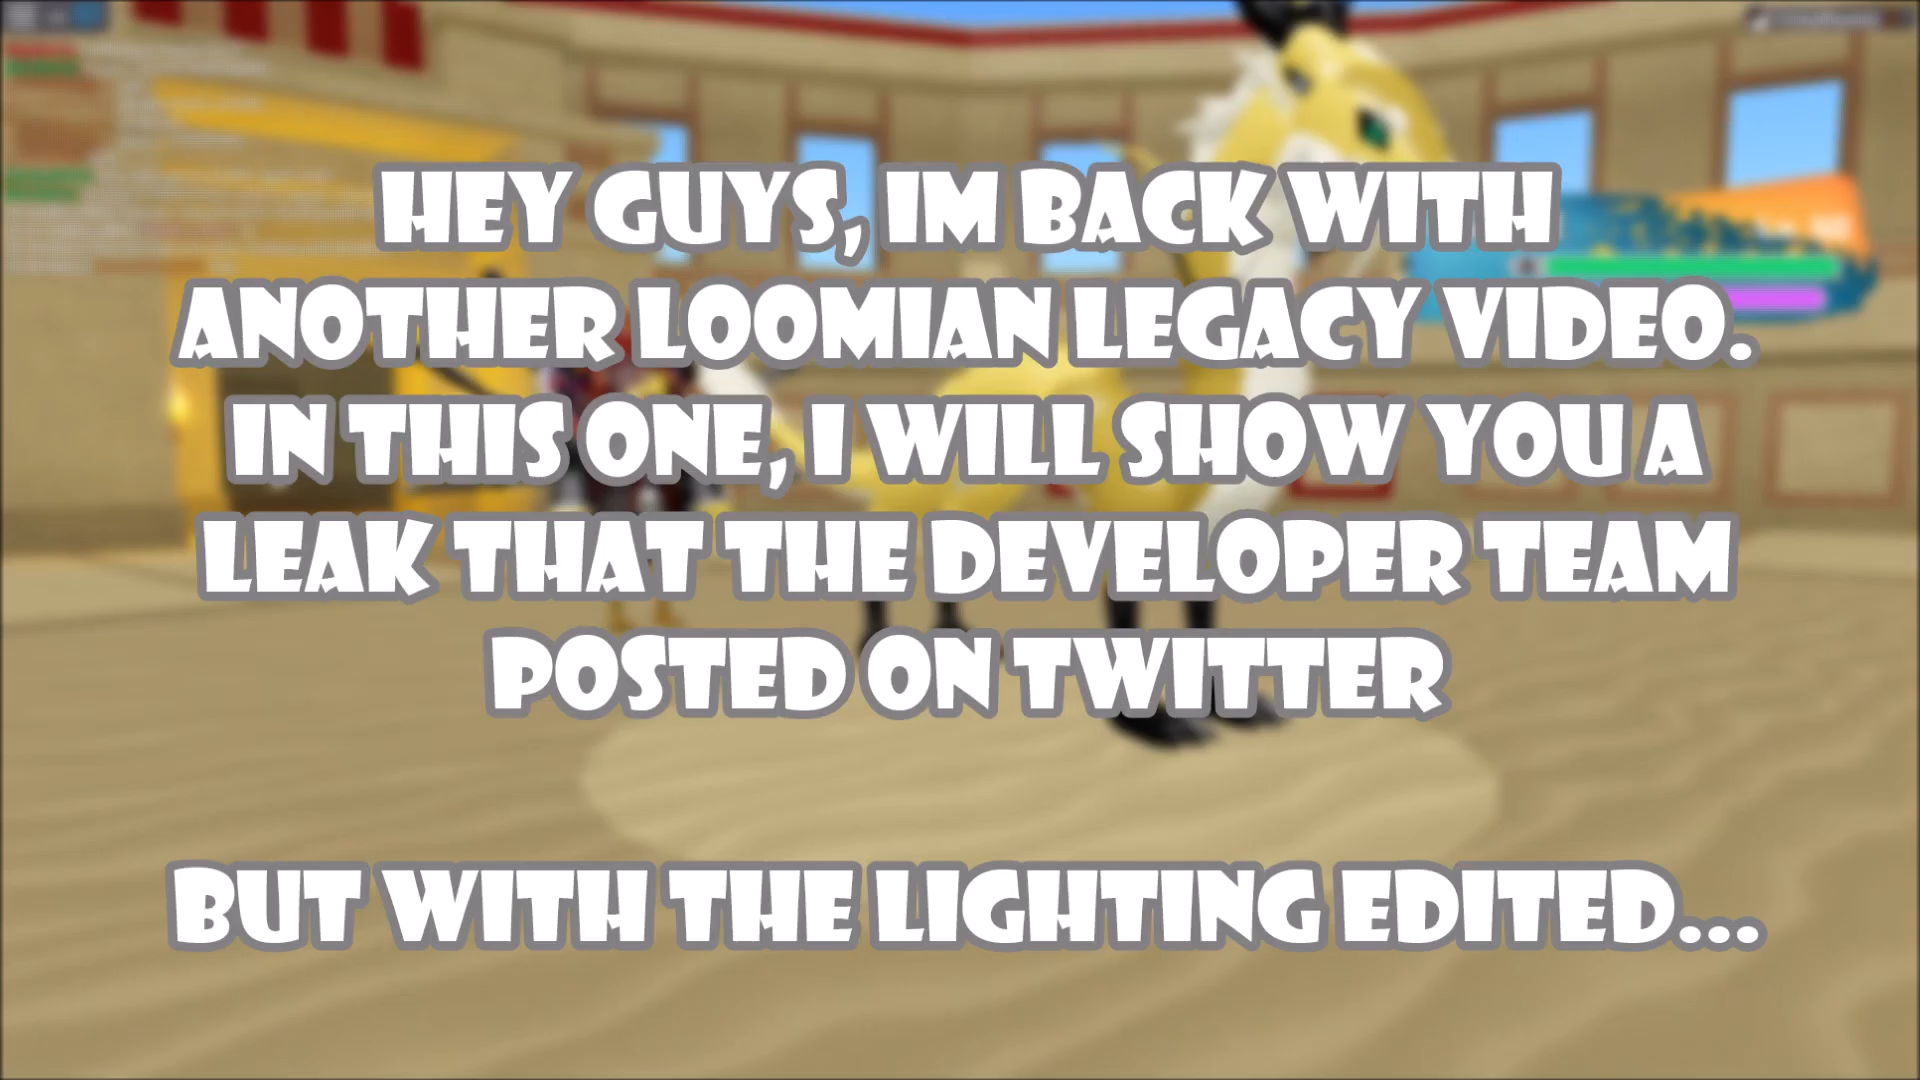 HEY GUYS, IM BACK WITH
ANOTHER LOOMIAN LEGACY VIDEO.
IN THIS ONE, I WILL SHOW YOU A
LEAK THAT THE DEVELOPER TEAM
POSTED ON TWITTER
BUT WITH THE LIGHTING EDITED...